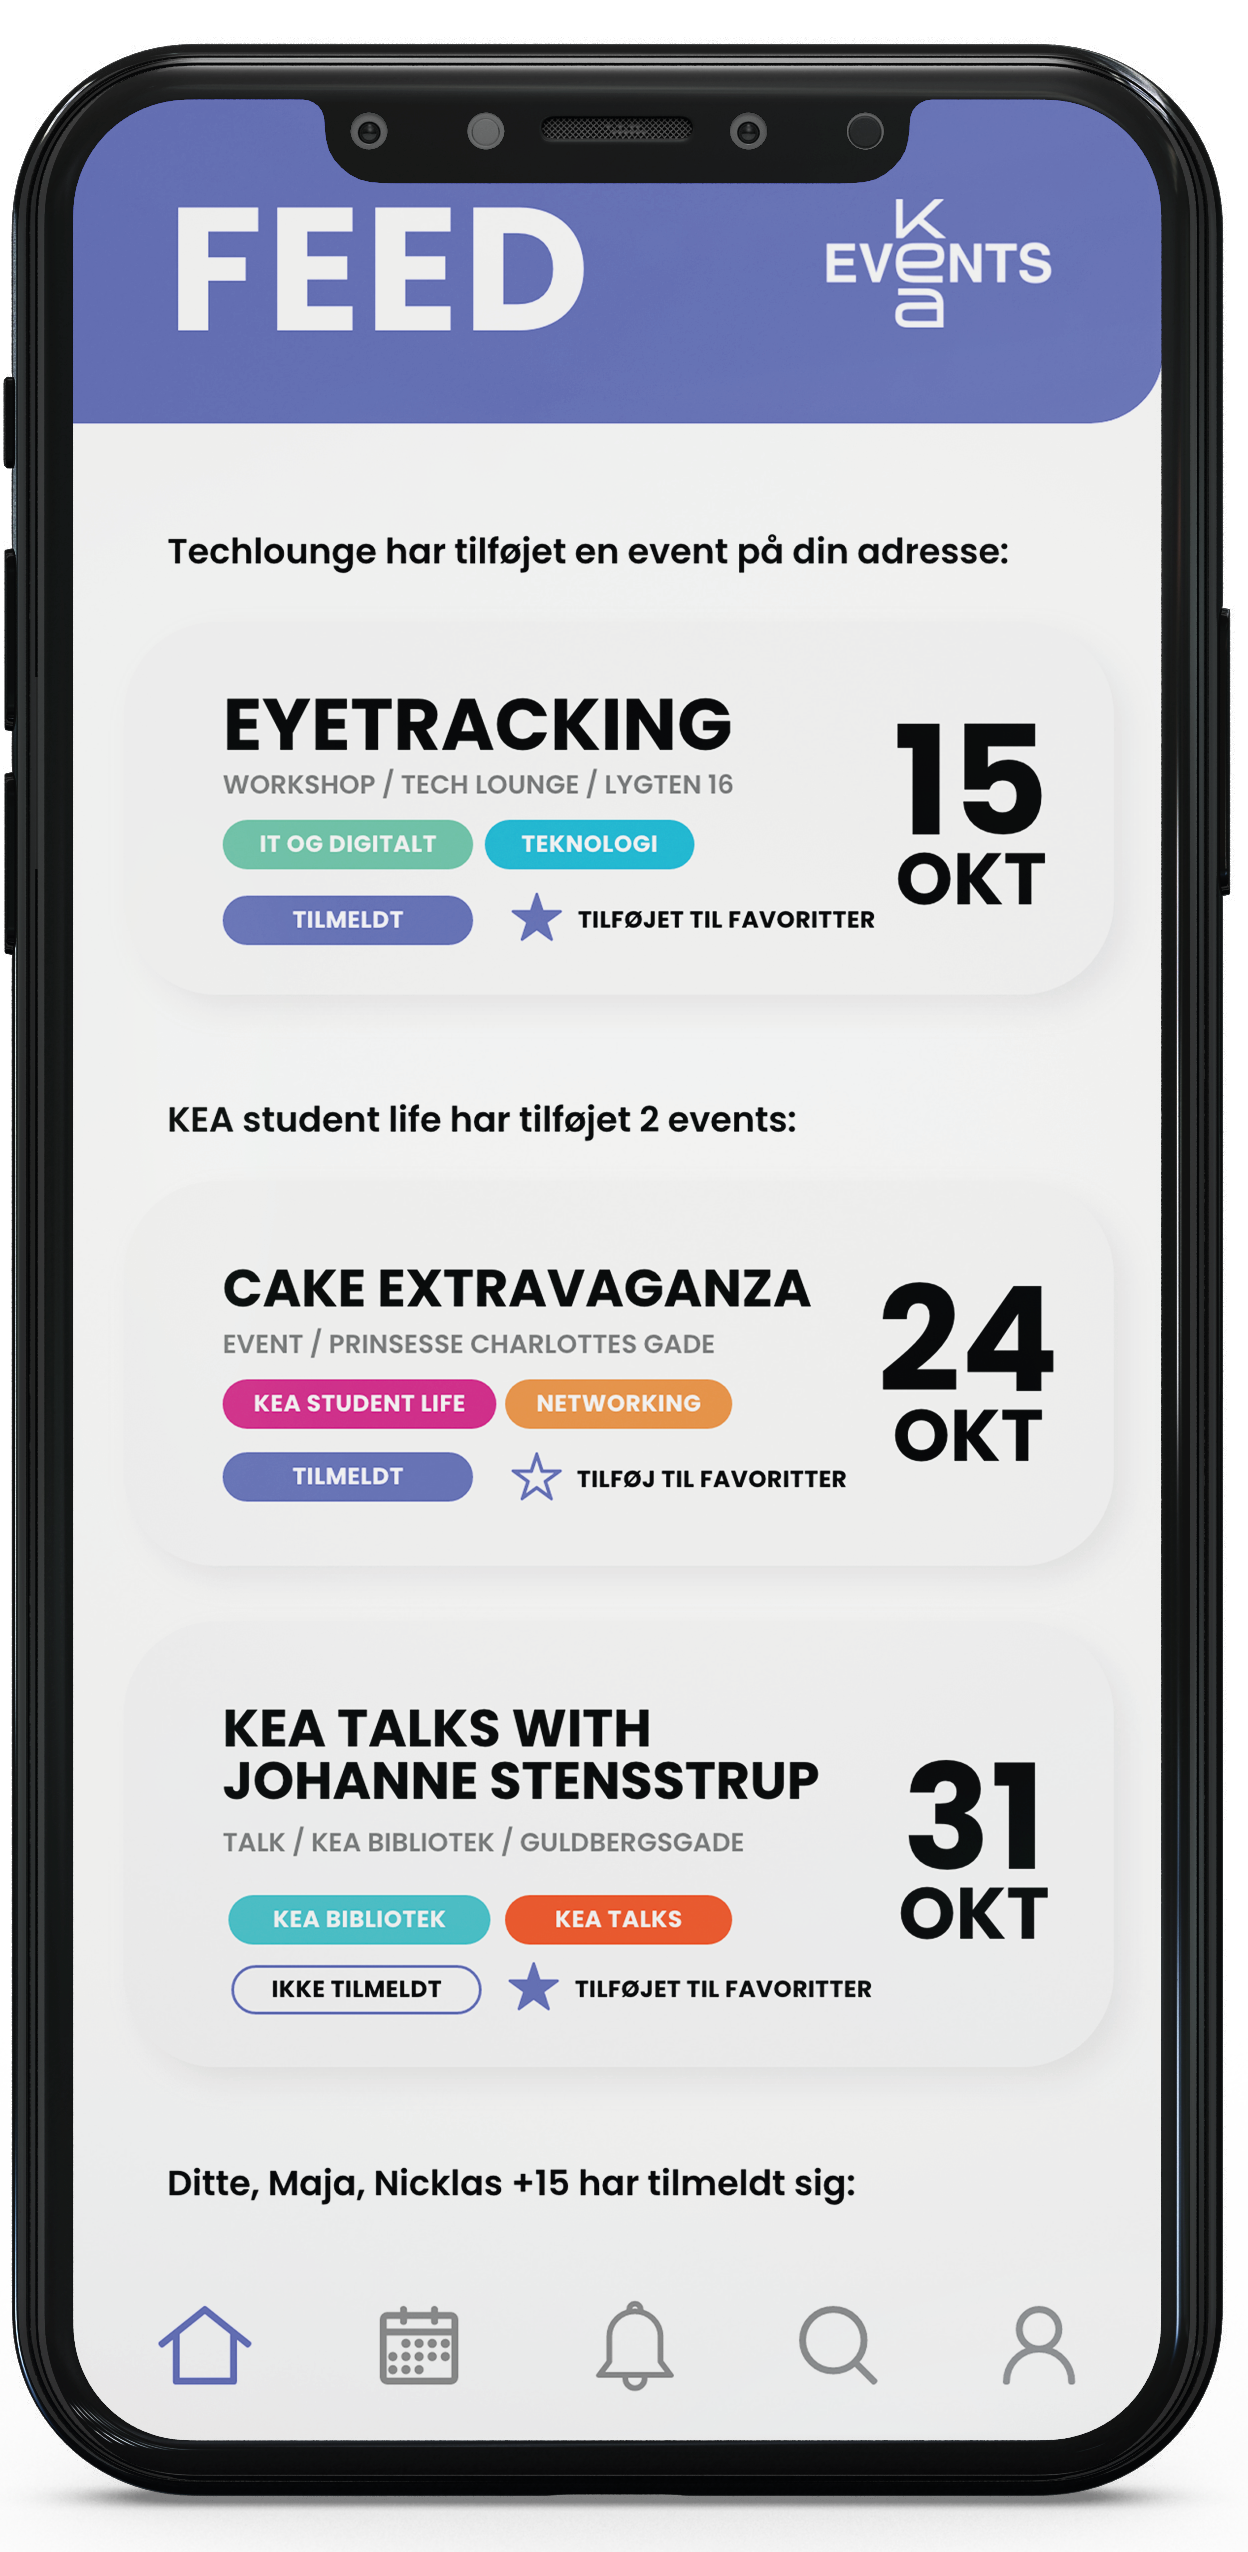 FEED
K
EVeNTS
a
Techlounge har tilføjet en event på din adresse:
EYETRACKING
WORKSHOP / TECH LOUNGE / LYGTEN 16
IT OG DIGITALT TEKNOLOGI
TILMELDT TILFØJET TIL FAVORITTER
15
OKT
KEA student life har tilføjet 2 events:
CAKE EXTRAVAGANZA
EVENT / PRINSESSE CHARLOTTES GADE
KEA STUDENT LIFE NETWORKING
TILMELDT TILFØJ TIL FAVORITTER
24
OKT
KEA TALKS WITH
JOHANNE STENSSTRUP
TALK / KEA BIBLIOTEK / GULDBERGSGADE
KEA BIBLIOTEK KEA TALKS
IKKE TILMELDT TILFØJET TIL FAVORITTER
31
OKT
Ditte, Maja, Nicklas +15 har tilmeldt sig: